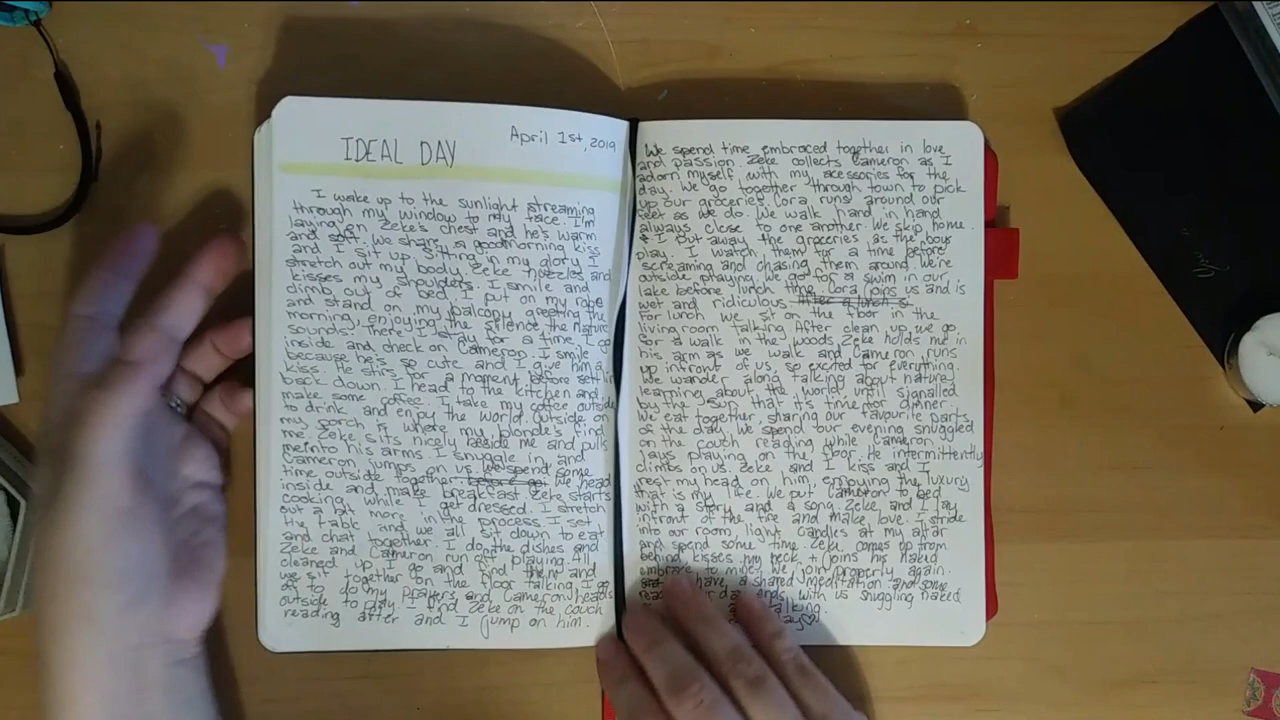 IDEAL DAY
April 1st, 2019
I wake up to the sunlight streaming
through my window to my face. I'm
laying on Zeke's chest and he's warm
and soft. We share a goodmorning kiss
and I sit up. Sitting in my glory I
stretch out my body. Zeke nuzzles and
kisses my shoulders. I smile and
climb out of bed, I put on my robe
and stand on my balcony greeting the
morning, enjoying the silence the nature
sounds. There I stay for a time, I go
inside and check on Cameron. I smile
because he's so cute and I give him a
kiss. He stirs for a moment before settlin
back down. I head to the kitchen and
make some coffee. I take my coffee outside
to drink and enjoy the world. Outside on
my porch is where my blonde's find
me. Zeke sits nicely beside me and pulls
me into his arms I snuggle in and
Cameron jumps on us we spend some
time outside together. We head
inside and make breakfast. Zeke starts
cooking while I get dressed. I stretch
out a bit more in the process. I set
the table and we all sit down to eat
and chat together. I do the dishes and
Zeke and Cameron run off playing. All
cleaned up I go and find them and
we sit together on the floor talking. I go
off to do my prayers and Cameron heads
outside to play. I find Zeke on the couch
reading after and I jump on him.
We spend time embraced together in love
and passion. Zeke collects Cameron as I
adorn myself with my accessories for the
day. We go together through town to pick
up our groceries. Cora runs around our
feet as we do. We walk hand in hand
always close to one another. We skip home
& I put away the groceries as the boys
play. I watch them for a time before
screaming and chasing them around. We're
outside playing we go for a swim in our
lake before lunch time. Cora joins us and is
wet and ridiculous. After a lunch s
for lunch we sit on the floor in the
livingroom talking. After clean up, we go
for a walk in the woods, Zeke holds me in
his arm as we walk and Cameron runs
up infront of us, so excited for everything.
We wander along talking about nature,
learning about the world until signalled
by the sun that it's time for dinner.
We eat together sharing our favourite parts
of the day. We spend our evening snuggled
on the couch reading while Cameron
lays playing on the floor. He intermittently
climbs on us. Zeke and I kiss and I
rest my head on him, enjoying the luxury
that is my life. We put Cameron to bed
with a story and a song. Zeke and I lay
infront of the fire and make love. I stride
into our room, light candles at my altar
and spend some time. Zeke comes up from
behind, kisses my neck + joins his naked
embrace to mine. We join properly again.
have a shared meditation and some
day ends with us snuggling naked
talking.
day♡